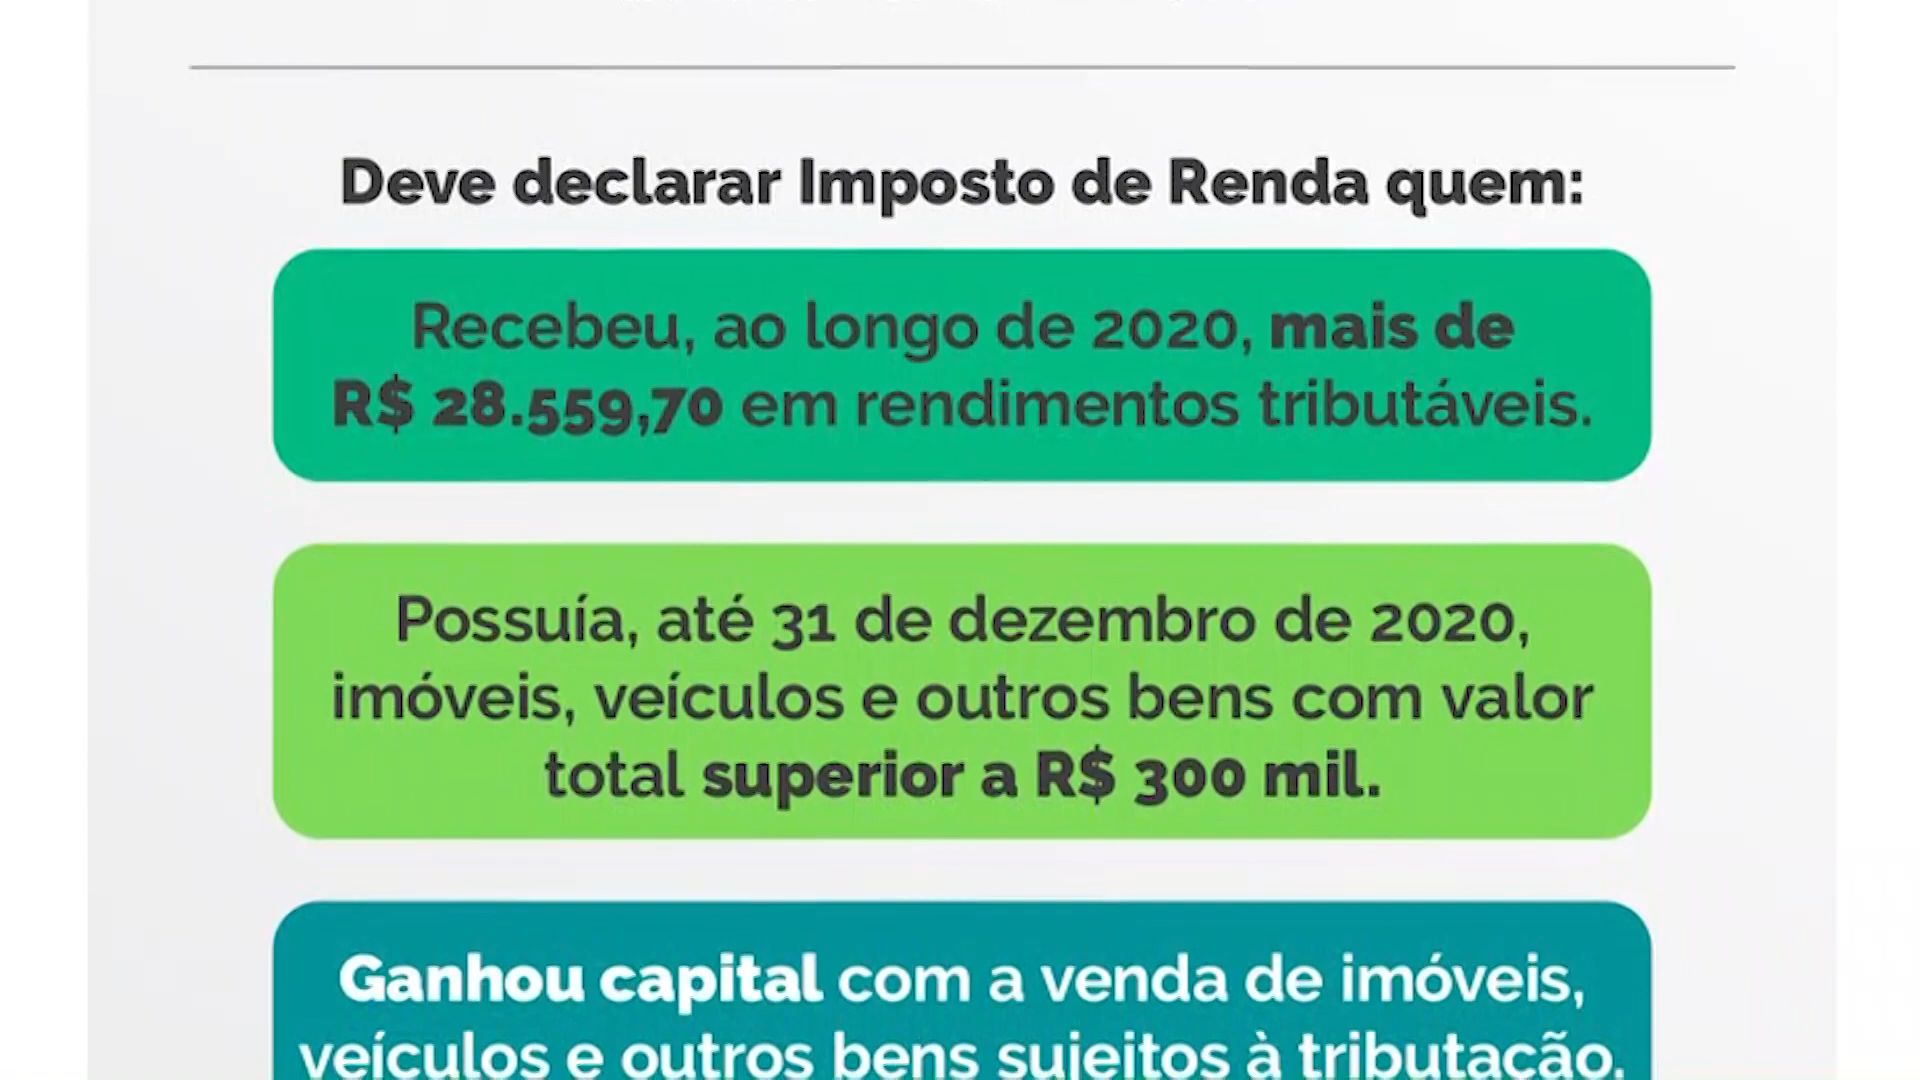 Deve declarar Imposto de Renda quem:
Recebeu, ao longo de 2020, mais de
R$ 28.559,70 em rendimentos tributáveis.
Possuía, até 31 de dezembro de 2020,
imóveis, veículos e outros bens com valor
total superior a R$ 300 mil.
Ganhou capital com a venda de imóveis,
veículos e outros bens sujeitos à tributação.